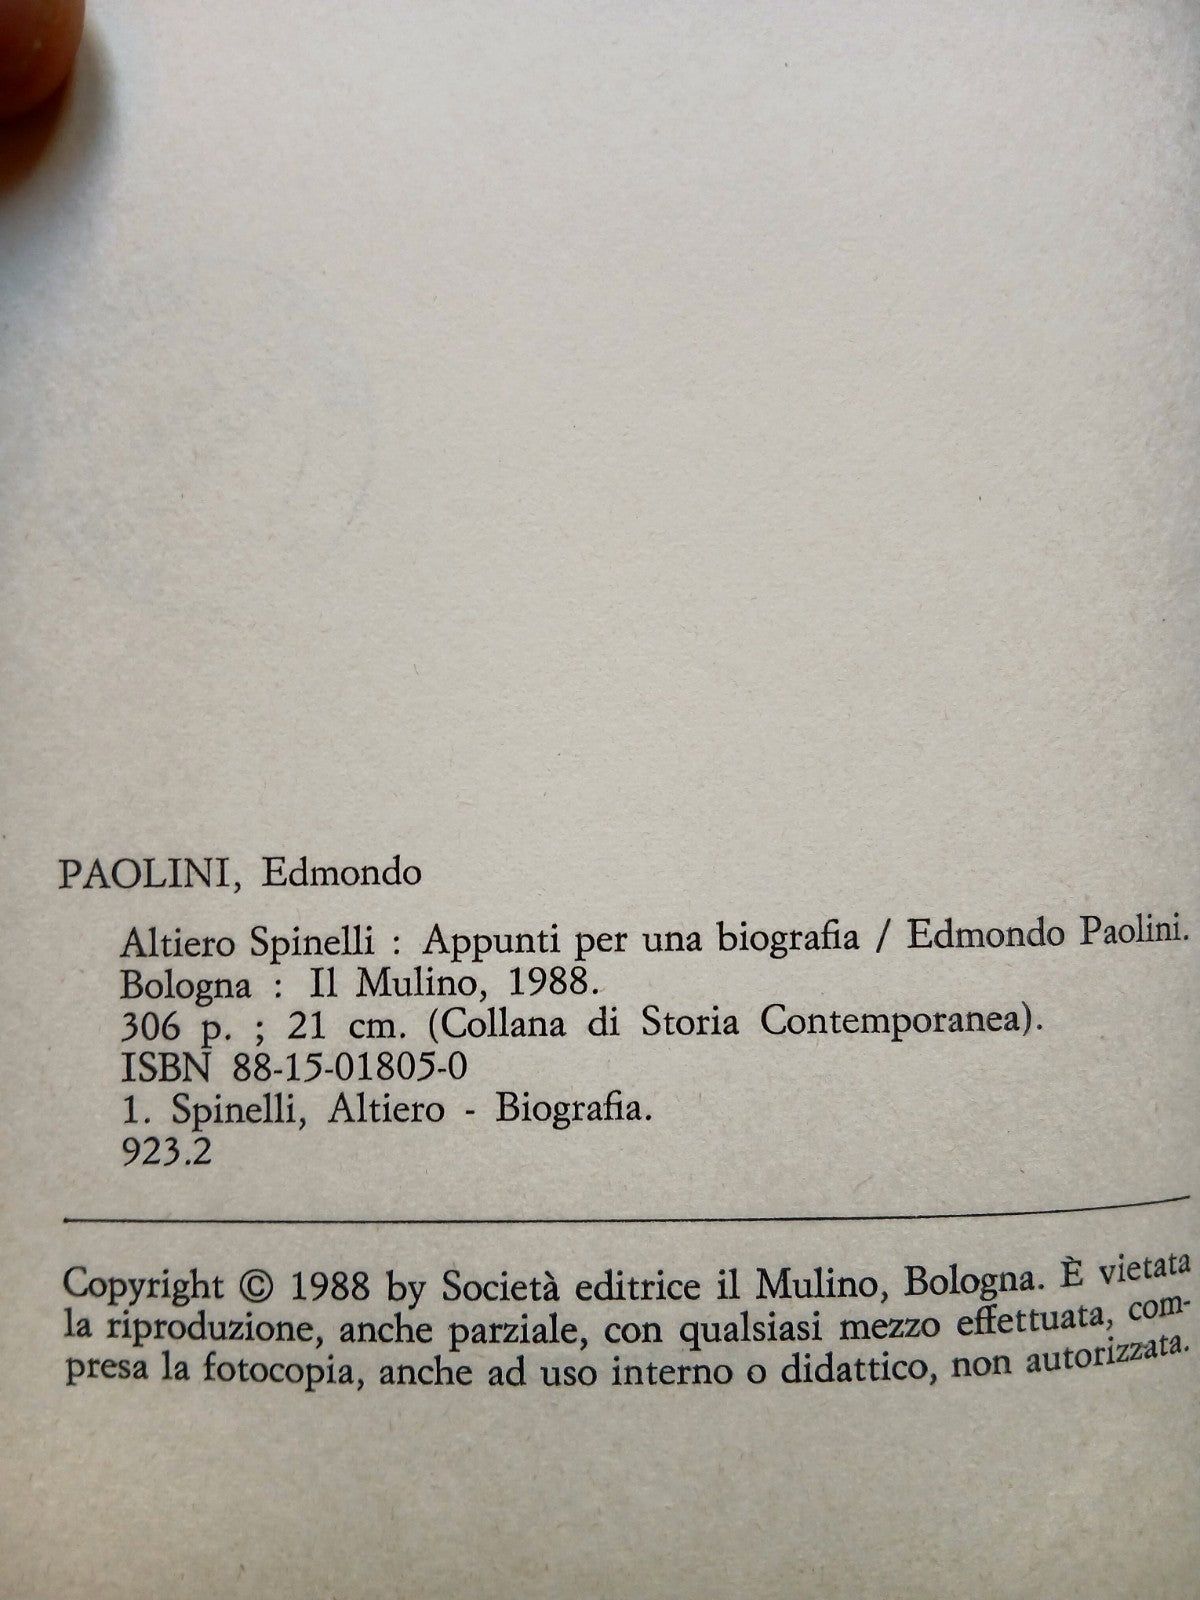 PAOLINI, Edmondo
Altiero Spinelli : Appunti per una biografia / Edmondo Paolini.
Bologna : Il Mulino, 1988.
306 p. ; 21 cm. (Collana di Storia Contemporanea).
ISBN 88-15-01805-0
1. Spinelli, Altiero - Biografia.
923.2
Copyright © 1988 by Società editrice il Mulino, Bologna. È vietata
la riproduzione, anche parziale, con qualsiasi mezzo effettuata, com-
presa la fotocopia, anche ad uso interno o didattico, non autorizzata.